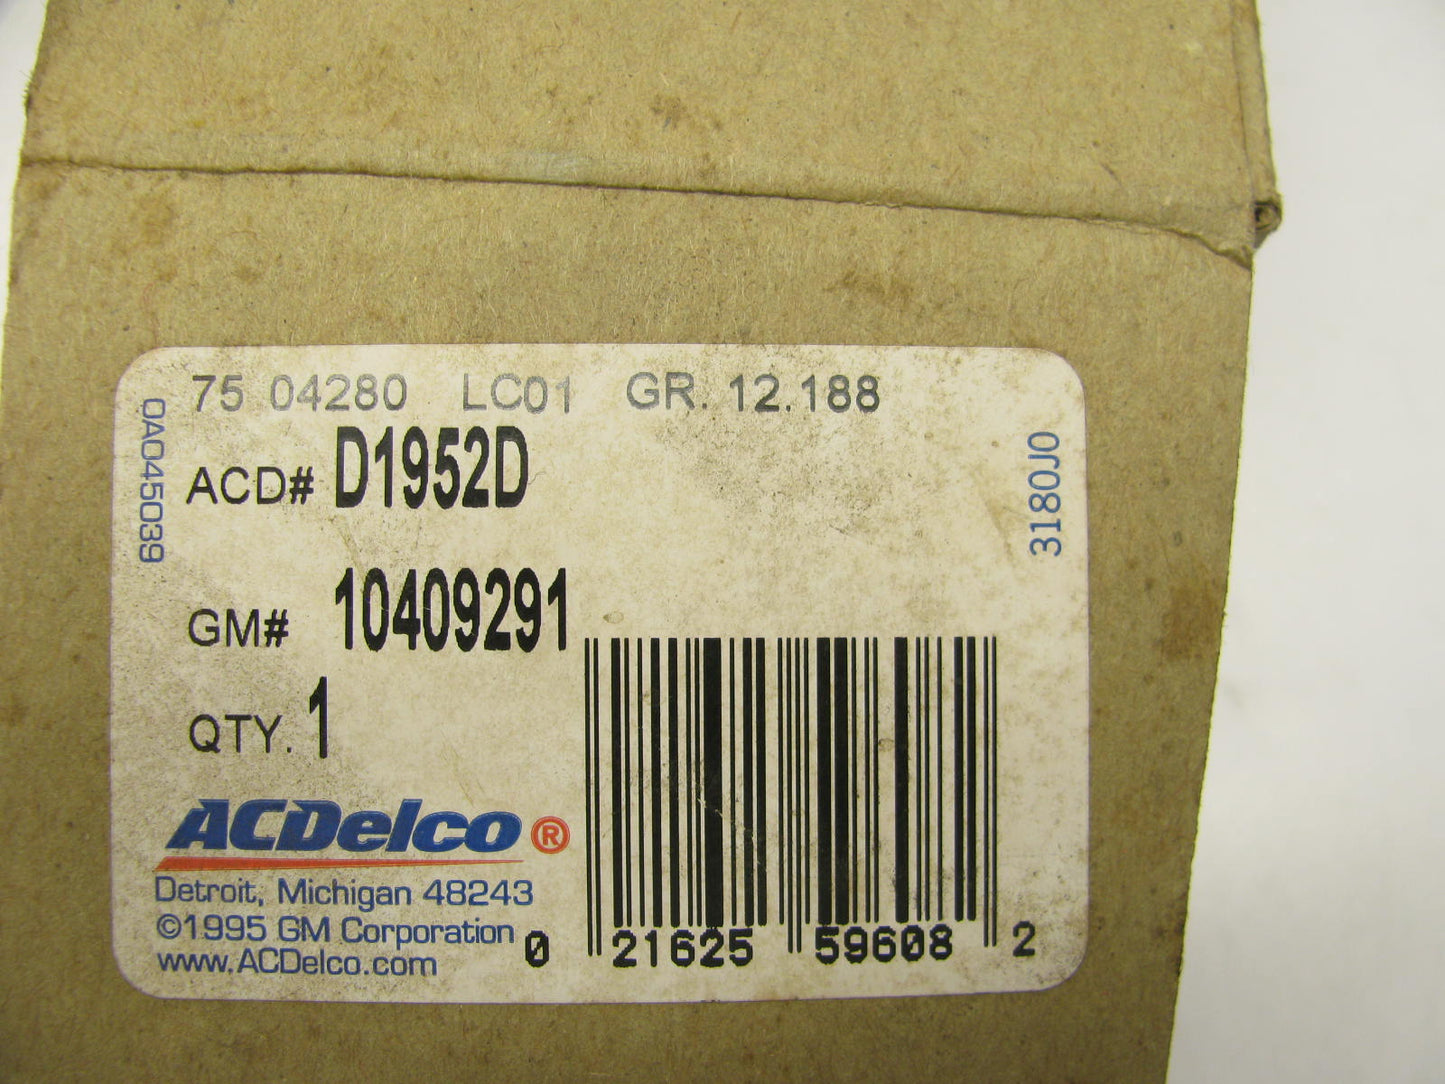 75 04280 LC01 GR. 12.188
0A045039
ACD# D1952D
3180J0
GM# 10409291
QTY. 1
ACDelco ®
Detroit, Michigan 48243
©1995 GM Corporation
www.ACDelco.com
0 21625 59608 2